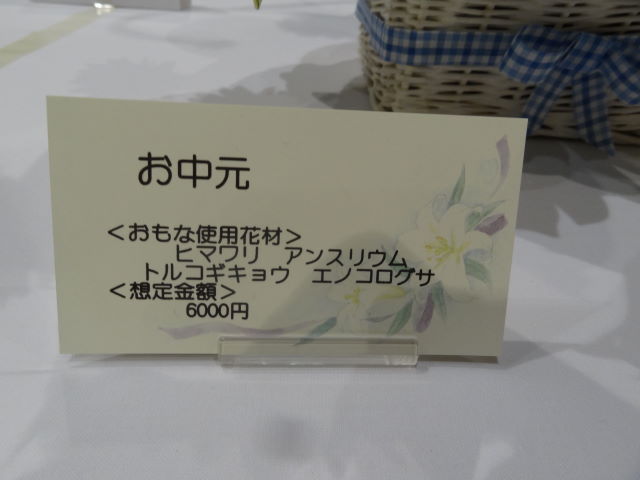 お中元
＜おもな使用花材＞
ヒマワリ　アンスリウム
トルコギキョウ　エノコログサ
＜想定金額＞
6000円